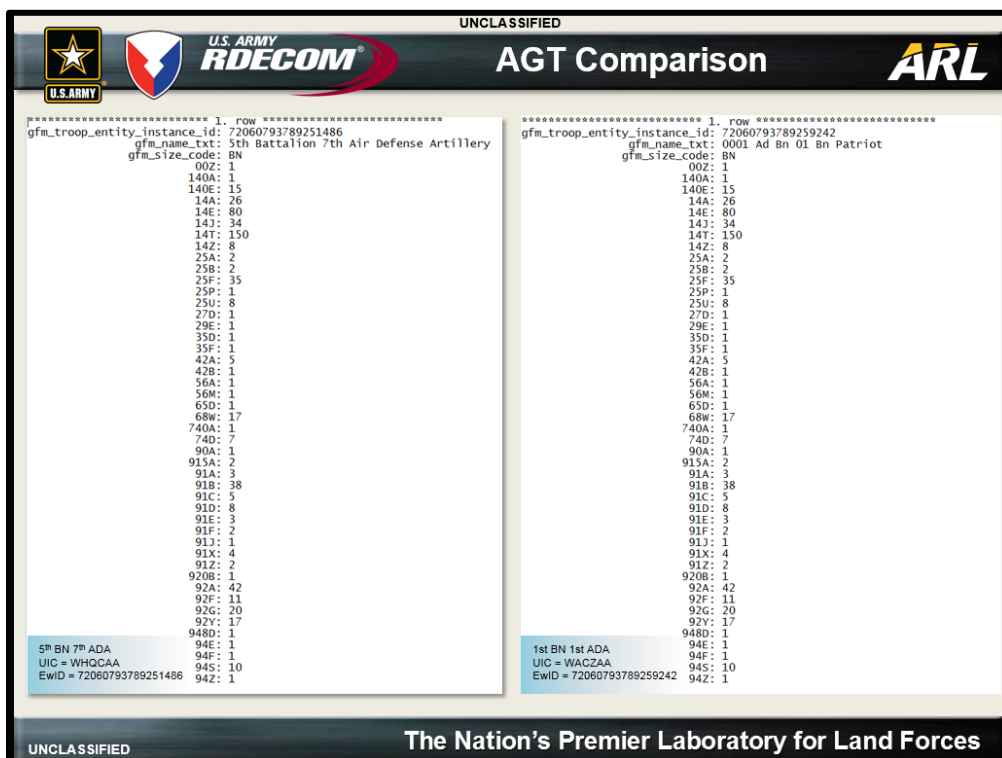 UNCLASSIFIED
U.S. ARMY
RDECOM®
AGT Comparison
ARL
U.S.ARMY
*************************** 1. row ***************************
gfm_troop_entity_instance_id: 72060793789251486
gfm_name_txt: 5th Battalion 7th Air Defense Artillery
gfm_size_code: BN
00Z: 1
140A: 1
140E: 15
14A: 26
14E: 80
14J: 34
14T: 150
14Z: 8
25A: 2
25B: 2
25F: 35
25P: 1
25U: 8
27D: 1
29E: 1
35D: 1
35F: 1
42A: 5
42B: 1
56A: 1
56M: 1
65D: 1
68W: 17
740A: 1
74D: 7
90A: 1
915A: 2
91A: 3
91B: 38
91C: 5
91D: 8
91E: 3
91F: 2
91J: 1
91X: 4
91Z: 2
920B: 1
92A: 42
92F: 11
92G: 20
92Y: 17
948D: 1
94E: 1
94F: 1
94S: 10
94Z: 1
5th BN 7th ADA
UIC = WHQCAA
EwID = 72060793789251486
*************************** 1. row ***************************
gfm_troop_entity_instance_id: 72060793789259242
gfm_name_txt: 0001 Ad Bn 01 Bn Patriot
gfm_size_code: BN
00Z: 1
140A: 1
140E: 15
14A: 26
14E: 80
14J: 34
14T: 150
14Z: 8
25A: 2
25B: 2
25F: 35
25P: 1
25U: 8
27D: 1
29E: 1
35D: 1
35F: 1
42A: 5
42B: 1
56A: 1
56M: 1
65D: 1
68W: 17
740A: 1
74D: 7
90A: 1
915A: 2
91A: 3
91B: 38
91C: 5
91D: 8
91E: 3
91F: 2
91J: 1
91X: 4
91Z: 2
920B: 1
92A: 42
92F: 11
92G: 20
92Y: 17
948D: 1
94E: 1
94F: 1
94S: 10
94Z: 1
1st BN 1st ADA
UIC = WACZAA
EwID = 72060793789259242
UNCLASSIFIED
The Nation's Premier Laboratory for Land Forces